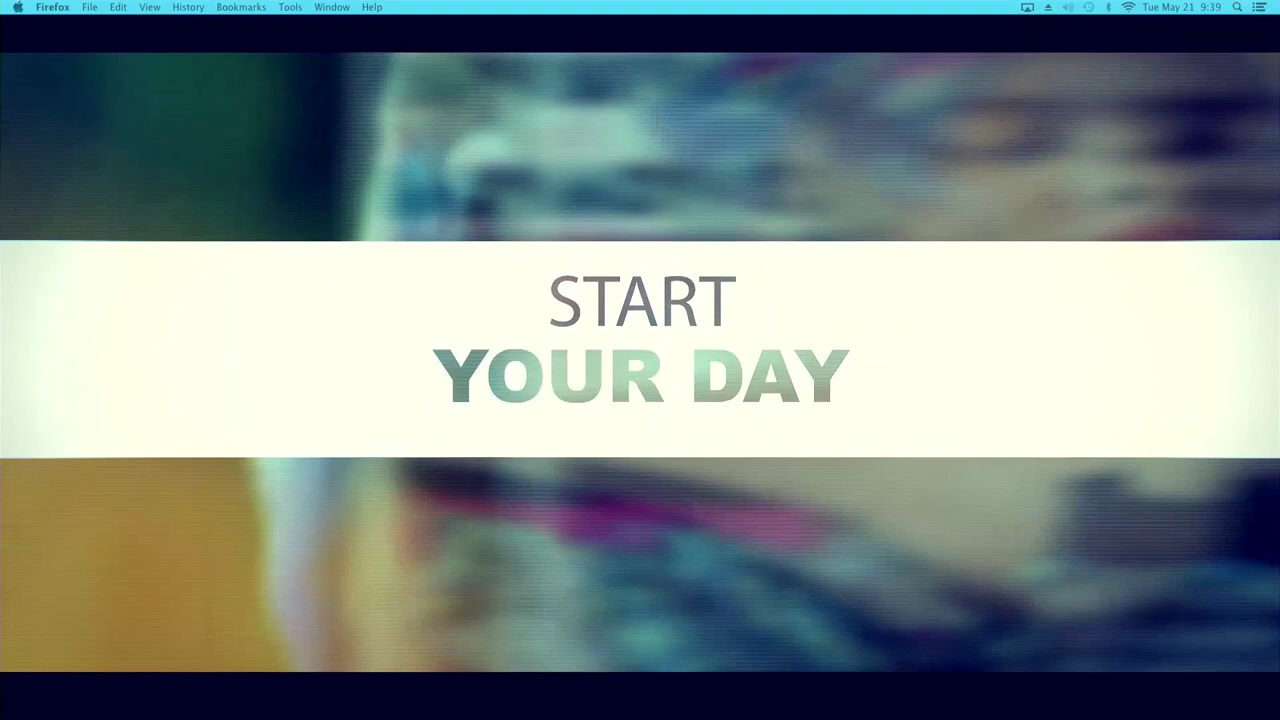 Firefox File Edit View History Bookmarks Tools Window Help Tue May 21 9:39
START
YOUR DAY